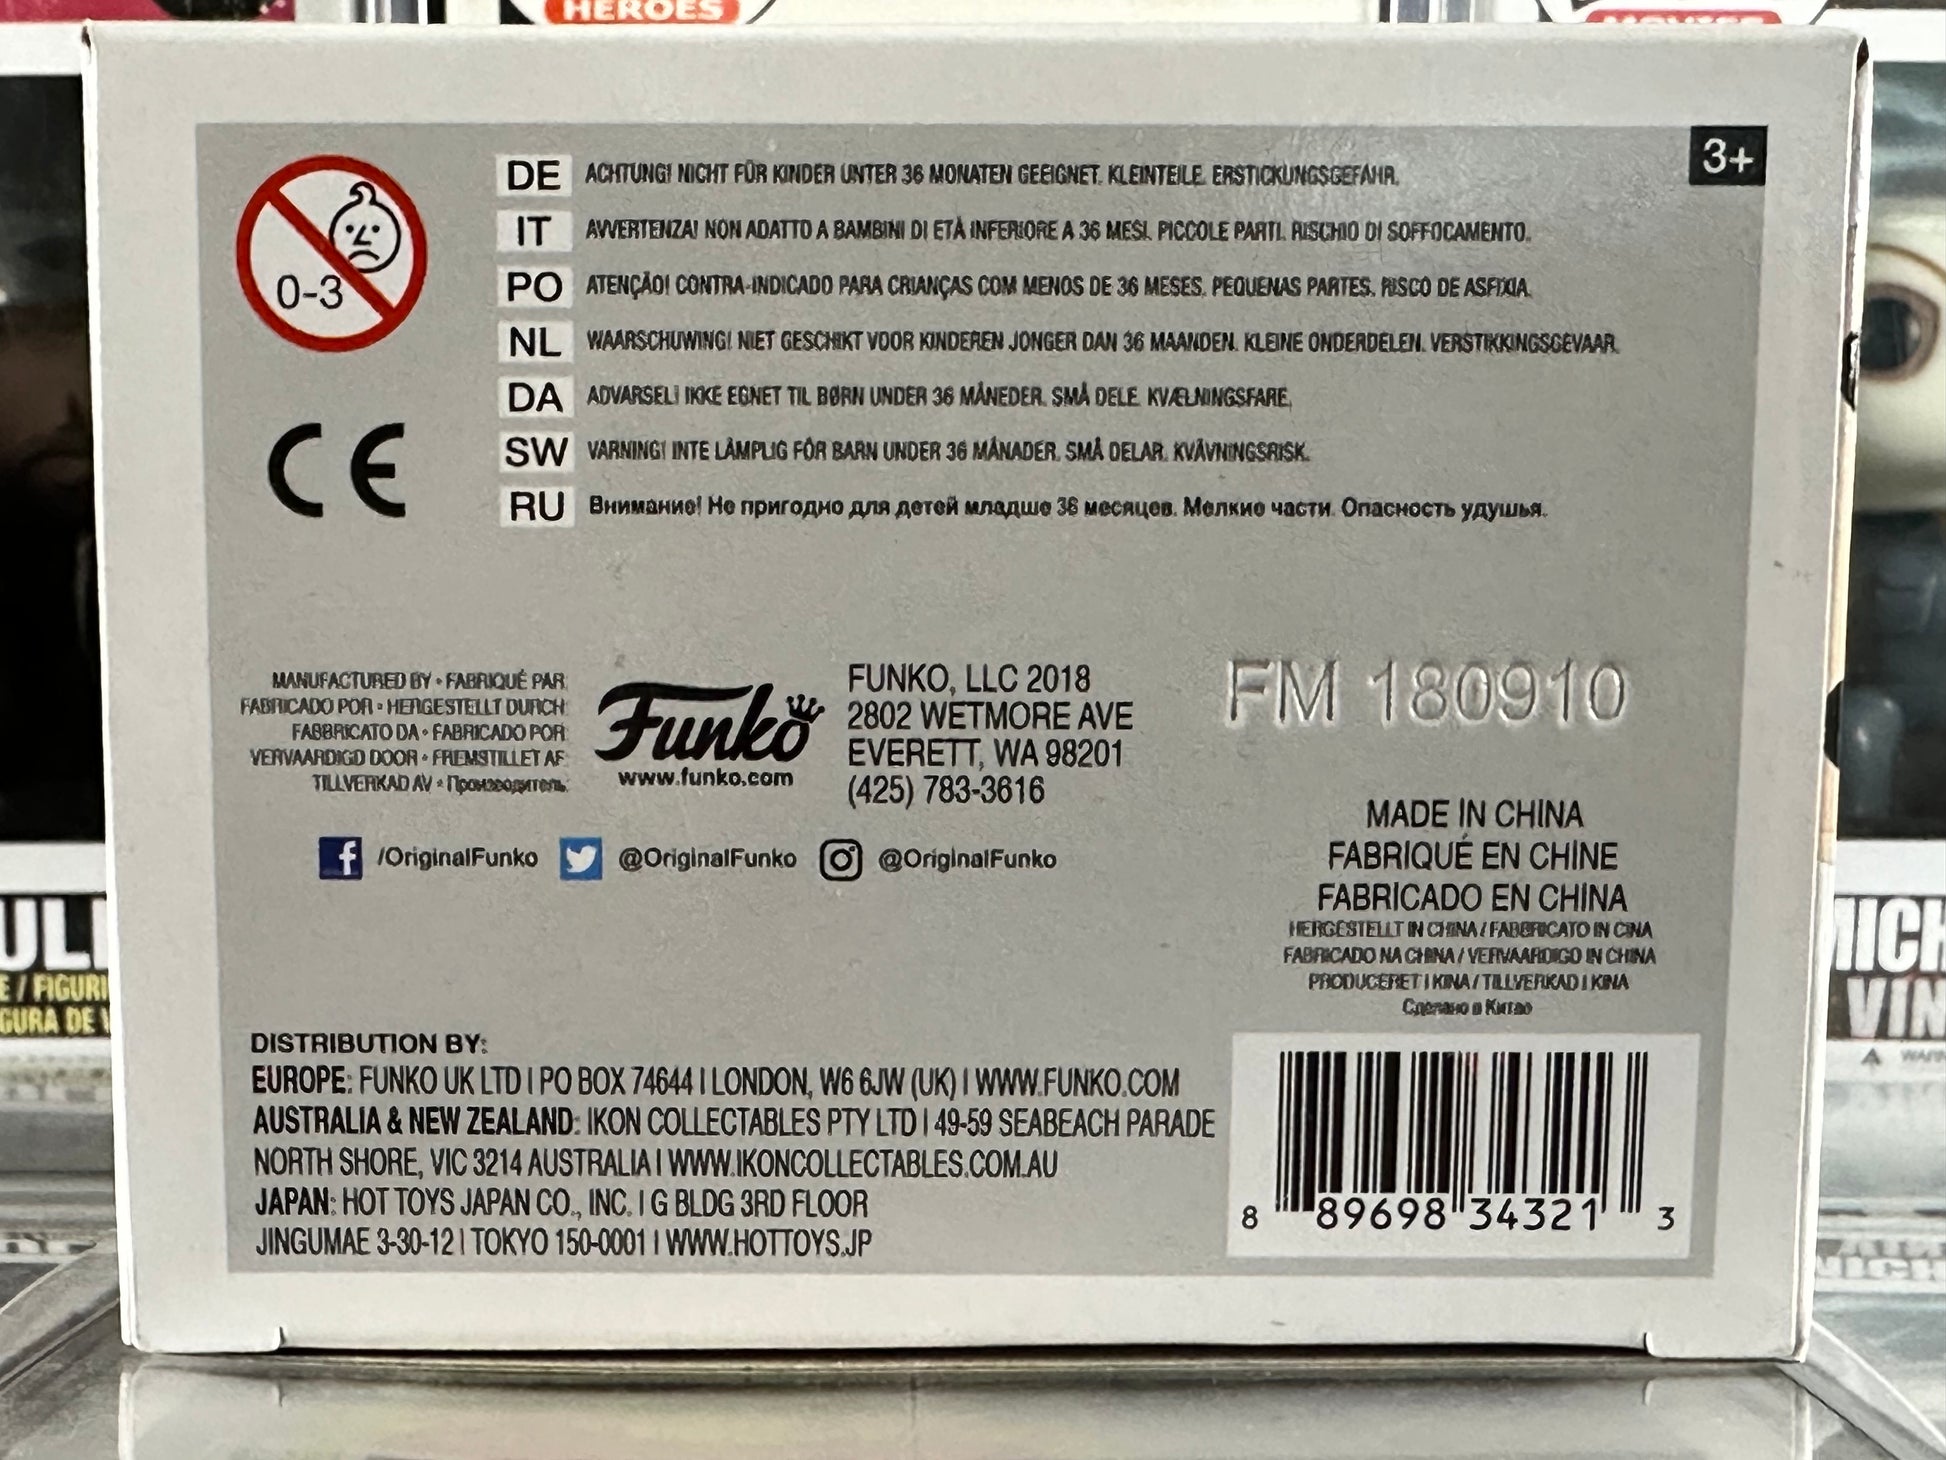 HEROES
3+
0-3
DE ACHTUNG! NICHT FÜR KINDER UNTER 36 MONATEN GEEIGNET. KLEINTEILE. ERSTICKUNGSGEFAHR.
IT AVVERTENZA! NON ADATTO A BAMBINI DI ETÀ INFERIORE A 36 MESI. PICCOLE PARTI. RISCHIO DI SOFFOCAMENTO.
PO ATENÇÃO! CONTRA-INDICADO PARA CRIANÇAS COM MENOS DE 36 MESES. PEQUENAS PARTES. RISCO DE ASFIXIA.
NL WAARSCHUWING! NIET GESCHIKT VOOR KINDEREN JONGER DAN 36 MAANDEN. KLEINE ONDERDELEN. VERSTIKKINGSGEVAAR.
DA ADVARSEL! IKKE EGNET TIL BØRN UNDER 36 MÅNEDER. SMÅ DELE. KVÆLNINGSFARE.
SW VARNING! INTE LÄMPLIG FÖR BARN UNDER 36 MÅNADER. SMÅ DELAR. KVÄVNINGSRISK.
RU Внимание! Не пригодно для детей младше 36 месяцев. Мелкие части. Опасность удушья.
CE
MANUFACTURED BY • FABRIQUÉ PAR
FABRICADO POR • HERGESTELLT DURCH
FABBRICATO DA • FABRICADO POR
VERVAARDIGD DOOR • FREMSTILLET AF
TILLVERKAD AV • Производитель:
Funko
www.funko.com
FUNKO, LLC 2018
2802 WETMORE AVE
EVERETT, WA 98201
(425) 783-3616
FM 180910
/OriginalFunko @OriginalFunko @OriginalFunko
MADE IN CHINA
FABRIQUÉ EN CHINE
FABRICADO EN CHINA
HERGESTELLT IN CHINA / FABBRICATO IN CINA
FABRICADO NA CHINA / VERVAARDIGD IN CHINA
PRODUCERET I KINA / TILLVERKAD I KINA
Сделано в Китае
DISTRIBUTION BY:
EUROPE: FUNKO UK LTD | PO BOX 74644 | LONDON, W6 6JW (UK) | WWW.FUNKO.COM
AUSTRALIA & NEW ZEALAND: IKON COLLECTABLES PTY LTD | 49-59 SEABEACH PARADE
NORTH SHORE, VIC 3214 AUSTRALIA | WWW.IKONCOLLECTABLES.COM.AU
JAPAN: HOT TOYS JAPAN CO., INC. | G BLDG 3RD FLOOR
JINGUMAE 3-30-12 | TOKYO 150-0001 | WWW.HOTTOYS.JP
8 89698 34321 3